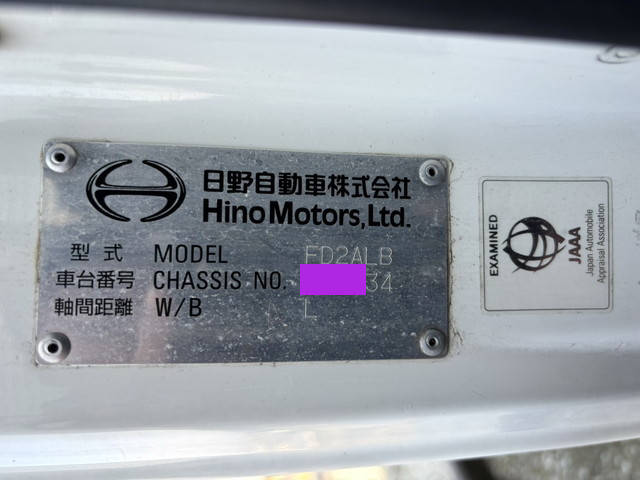 日野自動車株式会社
Hino Motors, Ltd.
型式 MODEL FD2ALB
車台番号 CHASSIS NO. 34
軸間距離 W/B L
EXAMINED
JAAA
Japan Automobile
Appraisal Association